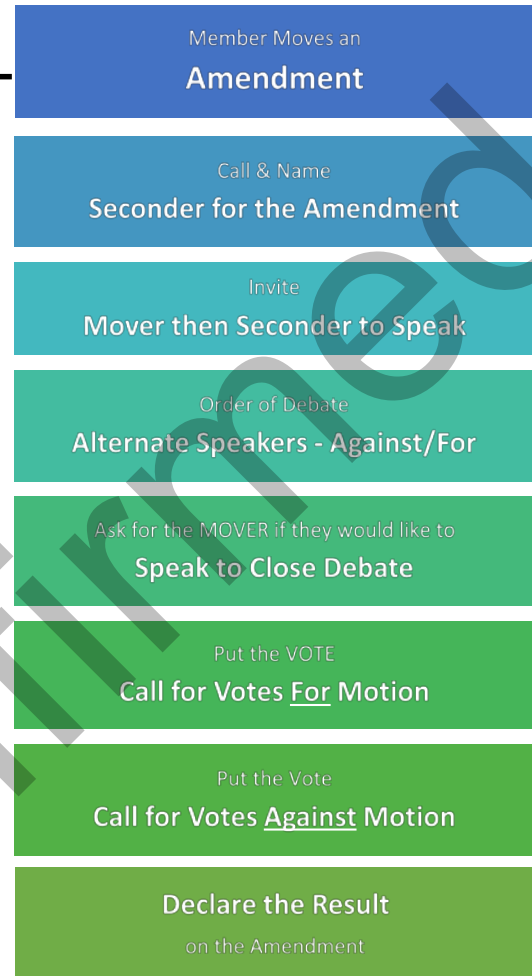 Member Moves an
Amendment
Call & Name
Seconder for the Amendment
Invite
Mover then Seconder to Speak
Order of Debate
Alternate Speakers - Against/For
Ask for the MOVER if they would like to
Speak to Close Debate
Put the VOTE
Call for Votes For Motion
Put the Vote
Call for Votes Against Motion
Declare the Result
on the Amendment